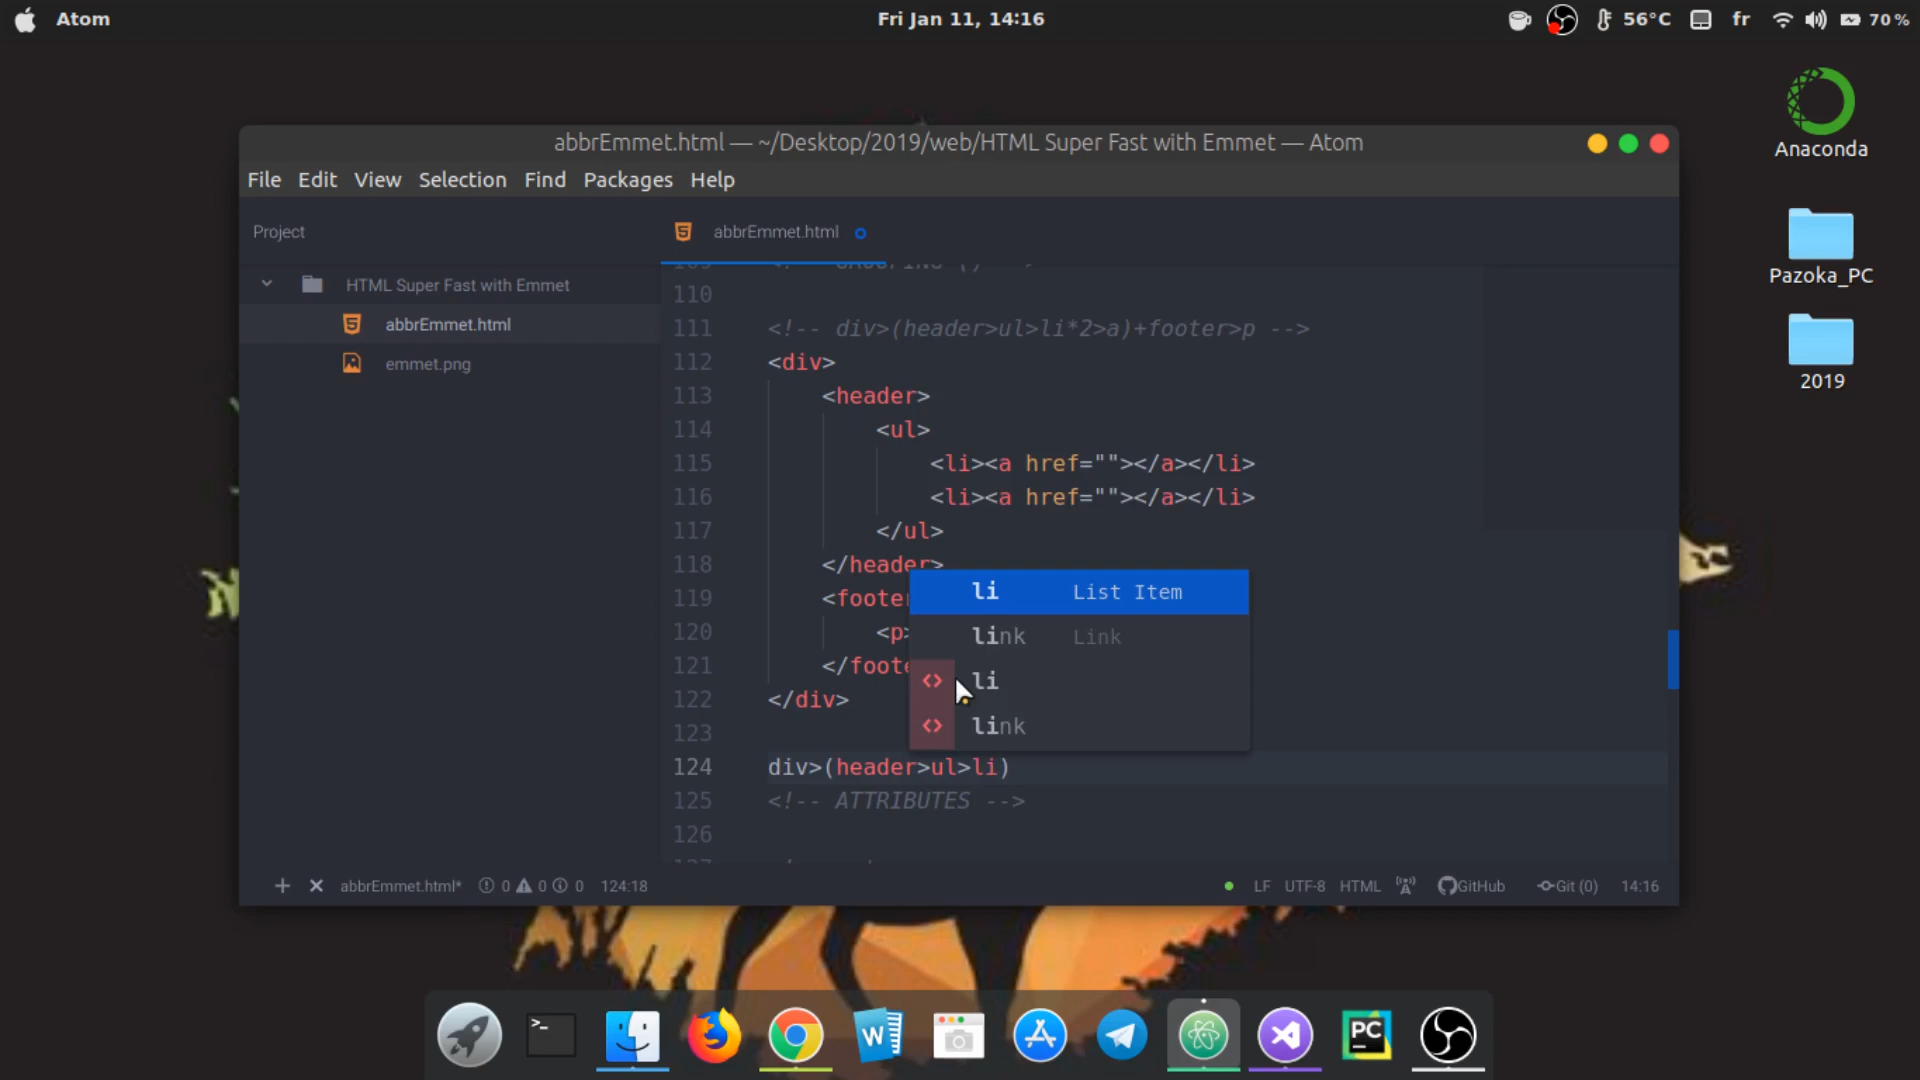 Atom
Fri Jan 11, 14:16
56°C
fr
70 %
Anaconda
Pazoka_PC
2019
abbrEmmet.html — ~/Desktop/2019/web/HTML Super Fast with Emmet — Atom
File Edit View Selection Find Packages Help
Project
abbrEmmet.html
HTML Super Fast with Emmet
abbrEmmet.html
emmet.png
109 <!-- GROUPING () -->
110
111 <!-- div>(header>ul>li*2>a)+footer>p -->
112 <div>
113 <header>
114 <ul>
115 <li><a href=""></a></li>
116 <li><a href=""></a></li>
117 </ul>
118 </header>
119 <foote
120 <p>
121 </foote
122 </div>
123
124 div>(header>ul>li)
125 <!-- ATTRIBUTES -->
126
li List Item
link Link
<> li
<> link
+ × abbrEmmet.html* 0 0 0 124:18
LF UTF-8 HTML GitHub Git (0) 14:16
>_
W
PC